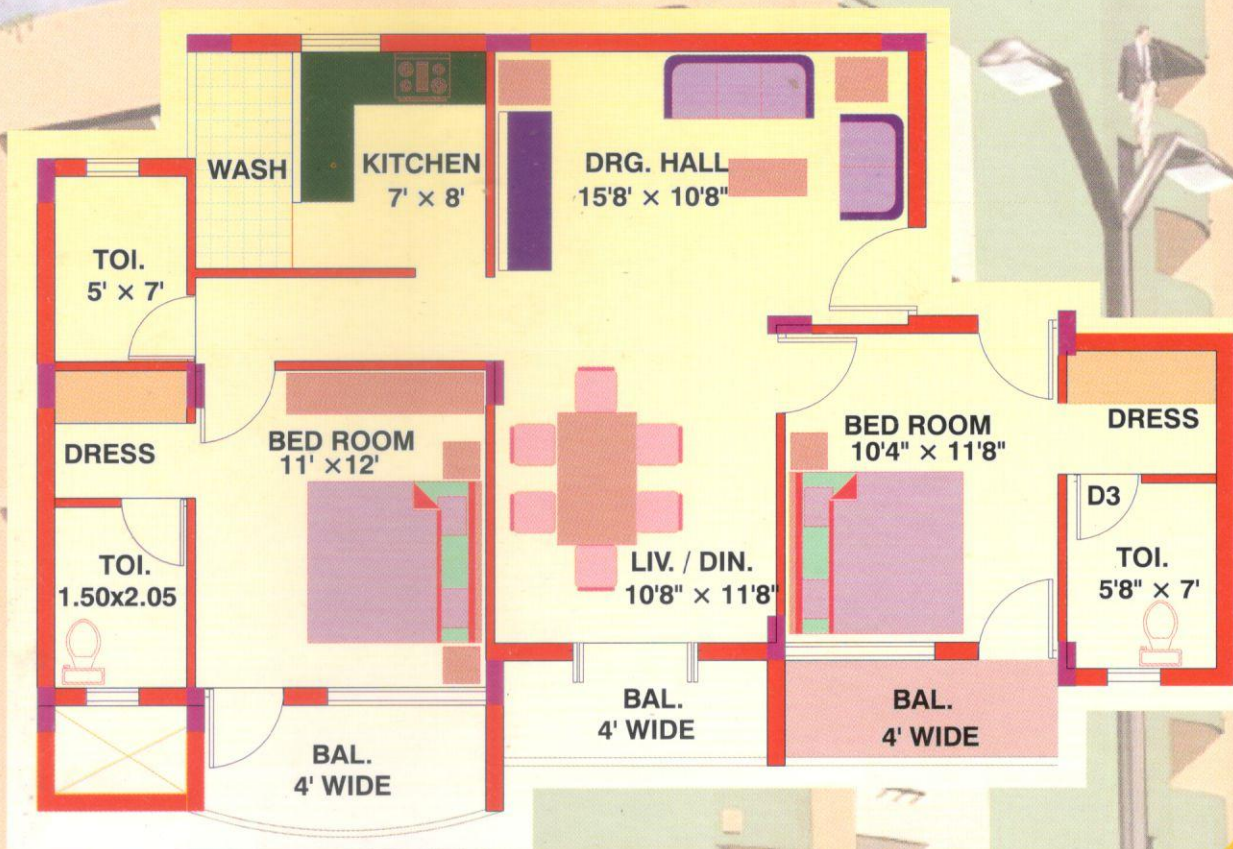 WASH
KITCHEN
7' × 8'
DRG. HALL
15'8' × 10'8"
TOI.
5' × 7'
DRESS
BED ROOM
11' ×12'
BED ROOM
10'4" × 11'8"
DRESS
D3
TOI.
1.50x2.05
LIV. / DIN.
10'8" × 11'8"
TOI.
5'8" × 7'
BAL.
4' WIDE
BAL.
4' WIDE
BAL.
4' WIDE